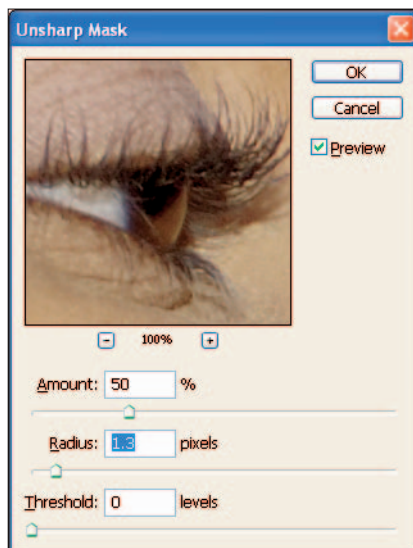 Unsharp Mask
OK
Cancel
Preview
100%
Amount: 50 %
Radius: 1.3 pixels
Threshold: 0 levels